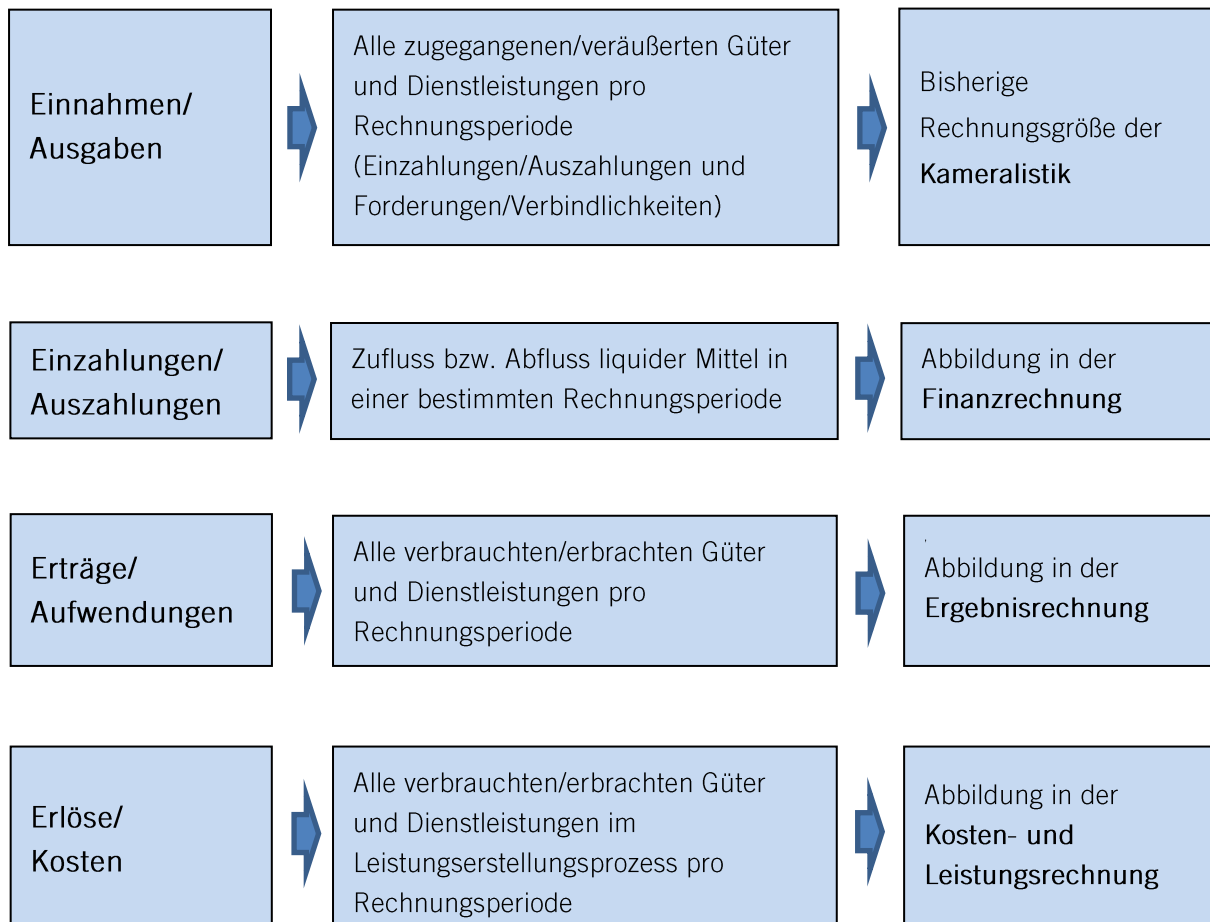 Einnahmen/
Ausgaben
Alle zugegangenen/veräußerten Güter
und Dienstleistungen pro
Rechnungsperiode
(Einzahlungen/Auszahlungen und
Forderungen/Verbindlichkeiten)
Bisherige
Rechnungsgröße der
Kameralistik
Einzahlungen/
Auszahlungen
Zufluss bzw. Abfluss liquider Mittel in
einer bestimmten Rechnungsperiode
Abbildung in der
Finanzrechnung
Erträge/
Aufwendungen
Alle verbrauchten/erbrachten Güter
und Dienstleistungen pro
Rechnungsperiode
Abbildung in der
Ergebnisrechnung
Erlöse/
Kosten
Alle verbrauchten/erbrachten Güter
und Dienstleistungen im
Leistungserstellungsprozess pro
Rechnungsperiode
Abbildung in der
Kosten- und
Leistungsrechnung